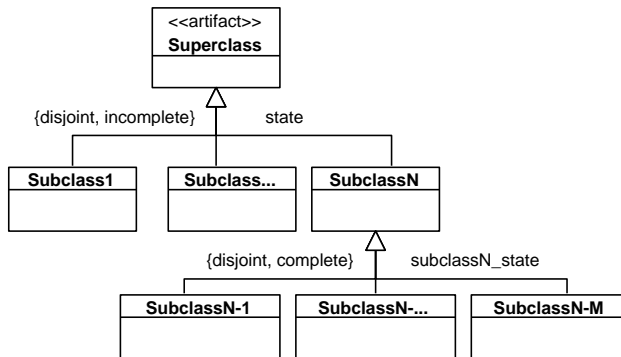 <<artifact>>
Superclass
{disjoint, incomplete} state
Subclass1 Subclass... SubclassN
{disjoint, complete} subclassN_state
SubclassN-1 SubclassN-... SubclassN-M